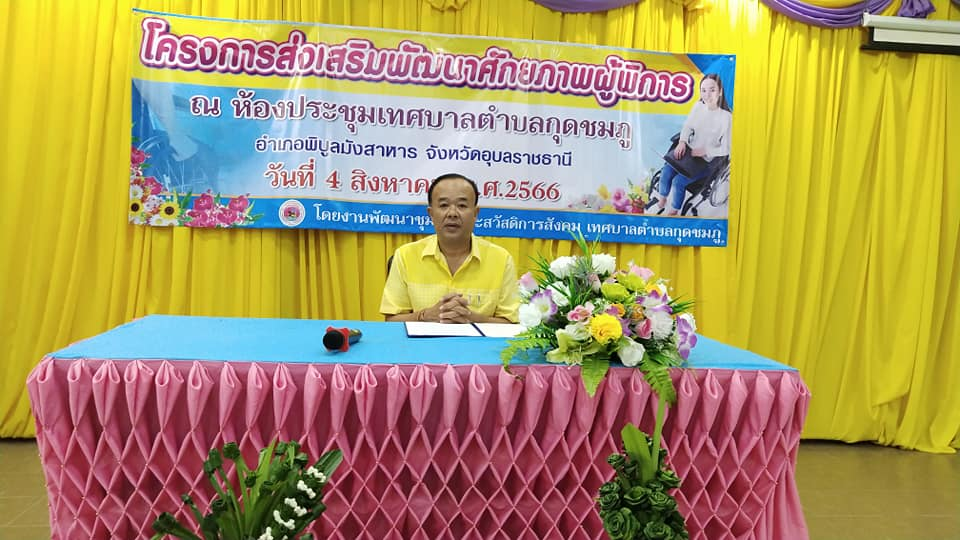 โครงการส่งเสริมพัฒนาศักยภาพผู้พิการ
ณ ห้องประชุมเทศบาลตำบลกุดชมภู
อำเภอพิบูลมังสาหาร จังหวัดอุบลราชธานี
วันที่ 4 สิงหาค .ศ.2566
โดยงานพัฒนาชุม ะสวัสดิการสังคม เทศบาลตำบลกุดชมภู